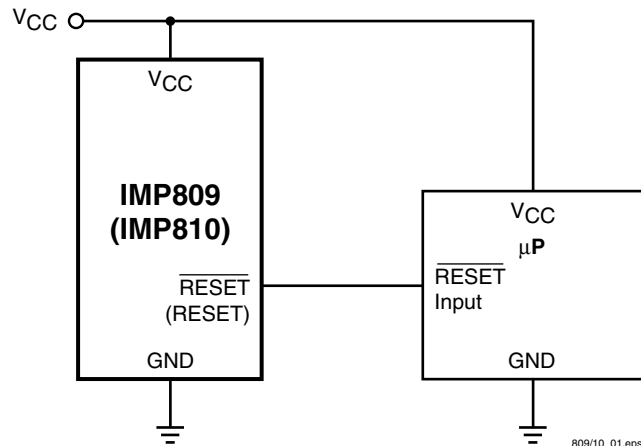 VCC
VCC
IMP809
(IMP810)
RESET
(RESET)
GND
VCC
μP
RESET
Input
GND
809/10_01.eps